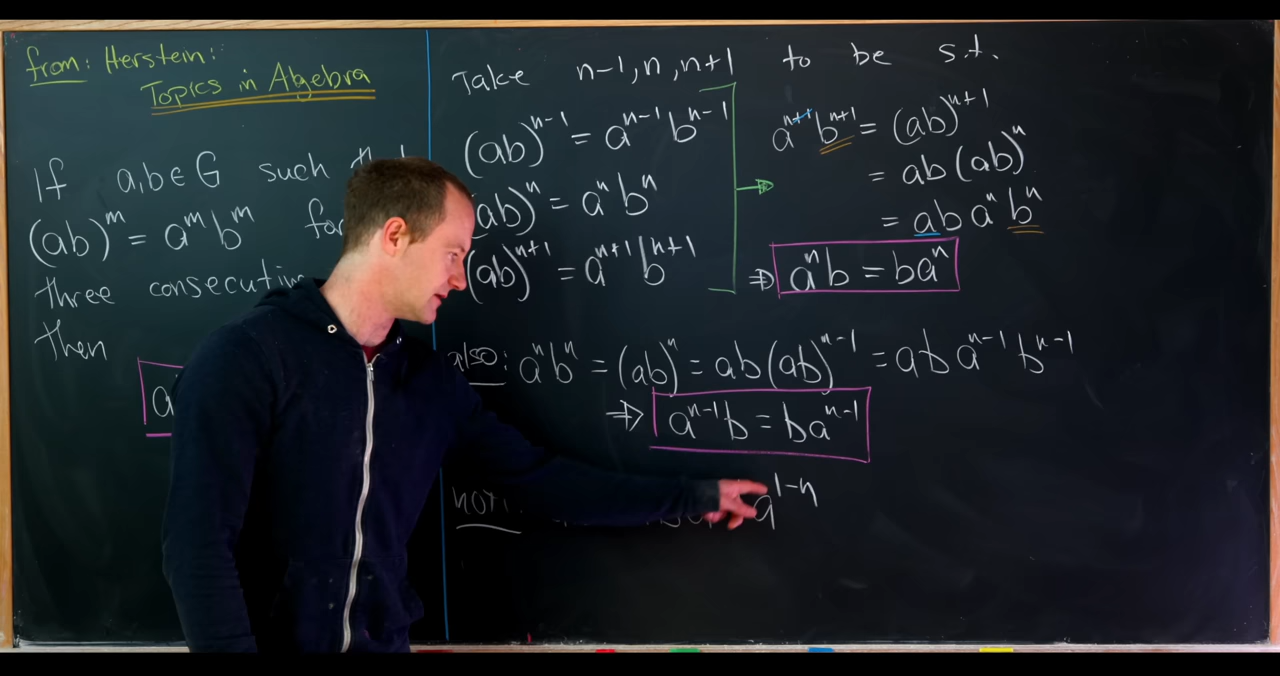 from: Herstein:
Topics in Algebra
If a,b∈G such
(ab)^m = a^m b^m
three
then
Take n-1, n, n+1 to be s.t.
(ab)^{n-1} = a^{n-1} b^{n-1}
(ab)^n = a^n b^n
(ab)^{n+1} = a^{n+1} b^{n+1}
a^{n+1} b^{n+1} = (ab)^{n+1}
= ab(ab)^n
= ab a^n b^n
⇒ a^n b = b a^n
also: a^n b^n = (ab)^n = ab(ab)^{n-1} = ab a^{n-1} b^{n-1}
⇒ a^{n-1} b = b a^{n-1}
a^{1-n}